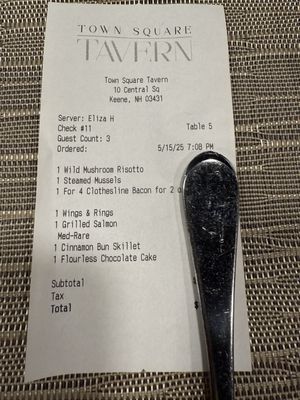 TOWN SQUARE
TAVERN
Town Square Tavern
10 Central Sq
Keene, NH 03431
Server: Eliza H
Check #11 Table 5
Guest Count: 3
Ordered: 5/15/25 7:08 PM
1 Wild Mushroom Risotto
1 Steamed Mussels
1 For 4 Clothesline Bacon for 2 o
1 Wings & Rings
1 Grilled Salmon
Med-Rare
1 Cinnamon Bun Skillet
1 Flourless Chocolate Cake
Subtotal
Tax
Total